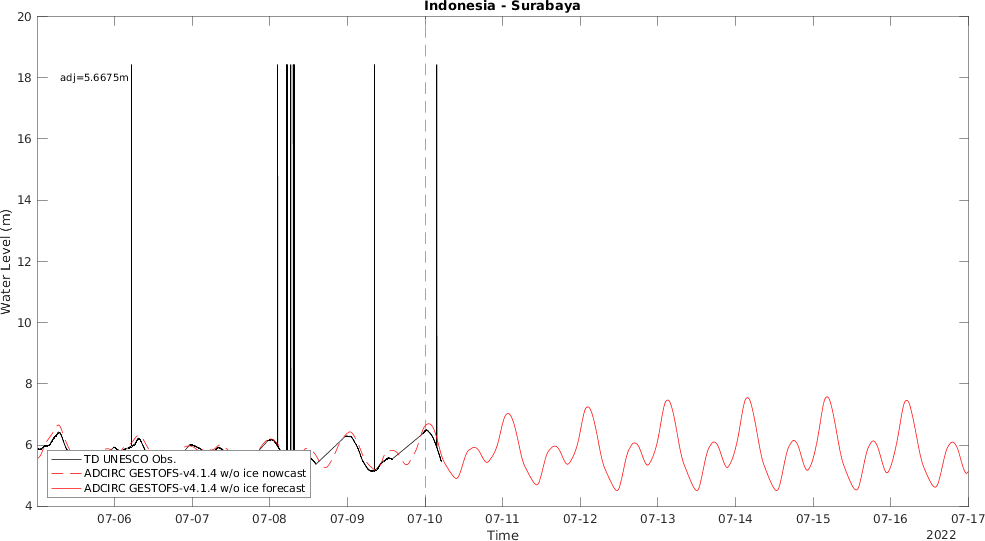 Indonesia - Surabaya
20
18
16
14
12
10
8
6
4
Water Level (m)
adj=5.6675m
TD UNESCO Obs.
ADCIRC GESTOFS-v4.1.4 w/o ice nowcast
ADCIRC GESTOFS-v4.1.4 w/o ice forecast
07-06 07-07 07-08 07-09 07-10 07-11 07-12 07-13 07-14 07-15 07-16 07-17
Time
2022